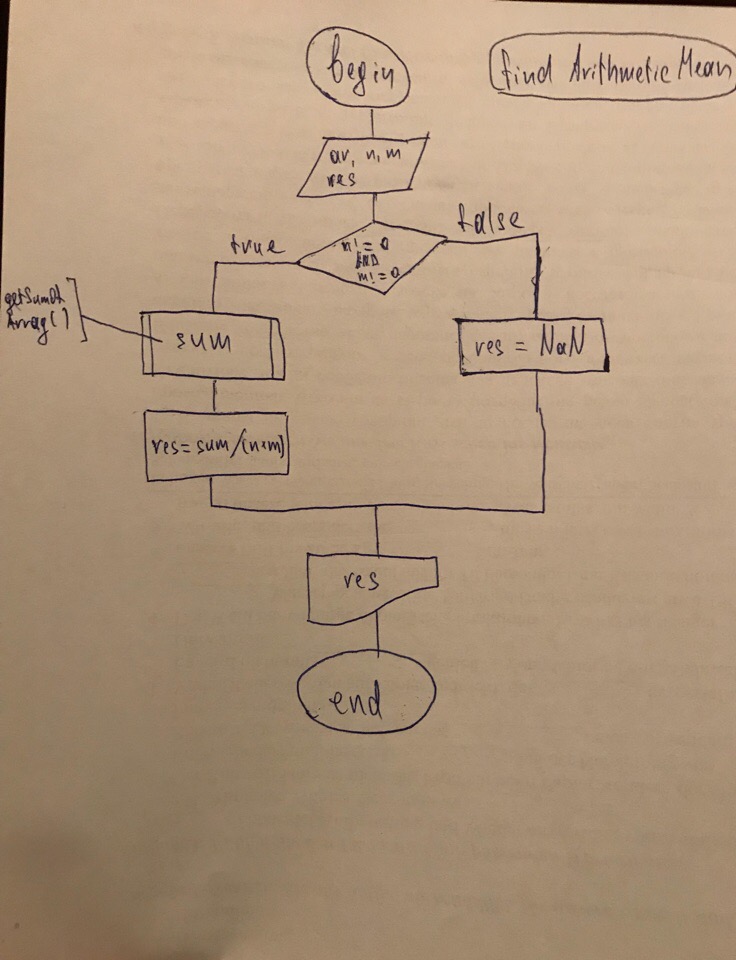 begin
find Arithmetic Mean
ar, n, m
res
false
true
n! = 0
AND
m! = 0
getSumOf
Array()
sum
res = NaN
res = sum/(n*m)
res
end